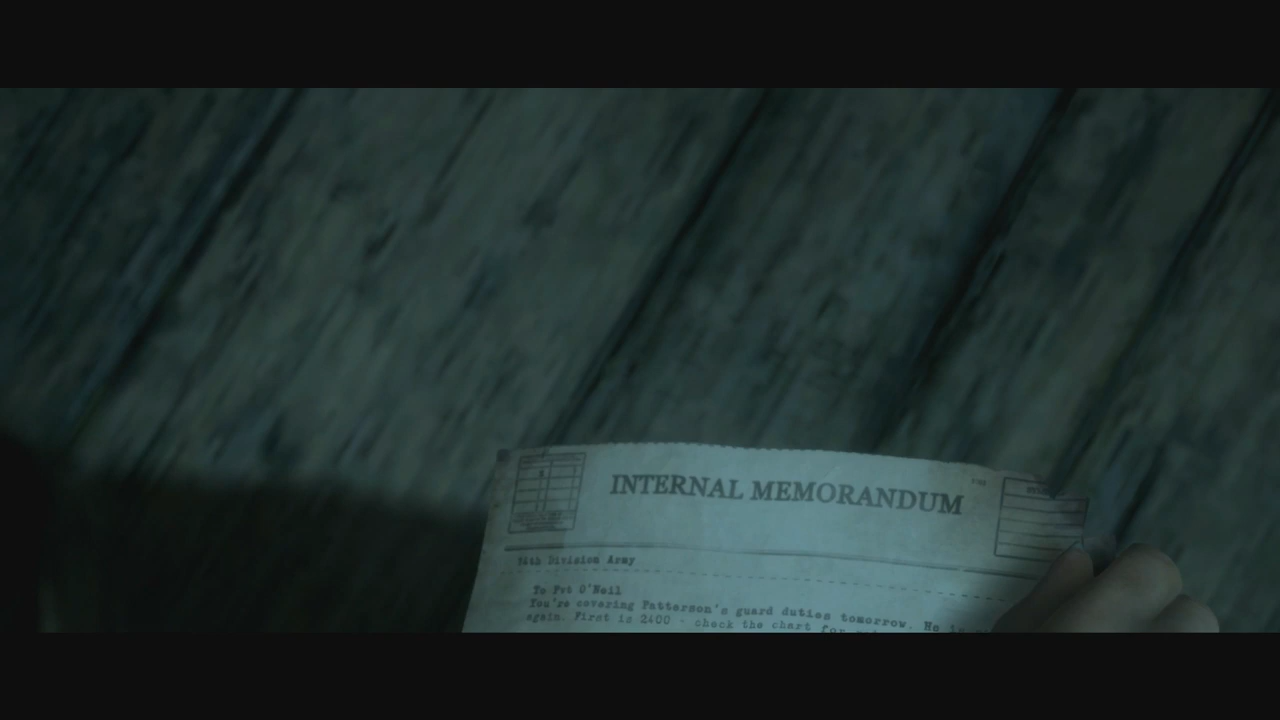 INTERNAL MEMORANDUM
Division Army
To Pvt O'Neil
You're covering Patterson's guard duties tomorrow. He is
again. First is 2400 - check the chart for